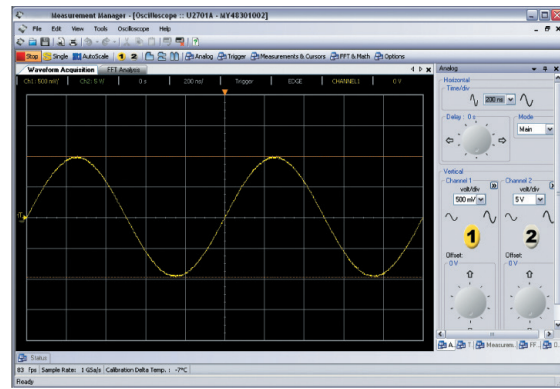 Measurement Manager - [Oscilloscope :: U2701A - MY48301002]
File Edit View Tools Oscilloscope Help
Stop Single AutoScale 1 2 Analog Trigger Measurements & Cursors FFT & Math Options
Waveform Acquisition FFT Analysis
Ch1: 500 mV/ Ch2: 5 V/ 0 s 200 ns/ Trigger EDGE CHANNEL1 0 V
Analog
Horizontal
Time/div
200 ns
Delay : 0 s
Mode
Main
Vertical
Channel 1
volt/div
500 mV
1
Offset:
0 V
Channel 2
volt/div
5 V
2
Offset:
0 V
A... T... Measurem... FF... O...
Status
83 fps Sample Rate: 1 GSa/s Calibration Delta Temp. : -7°C
Ready